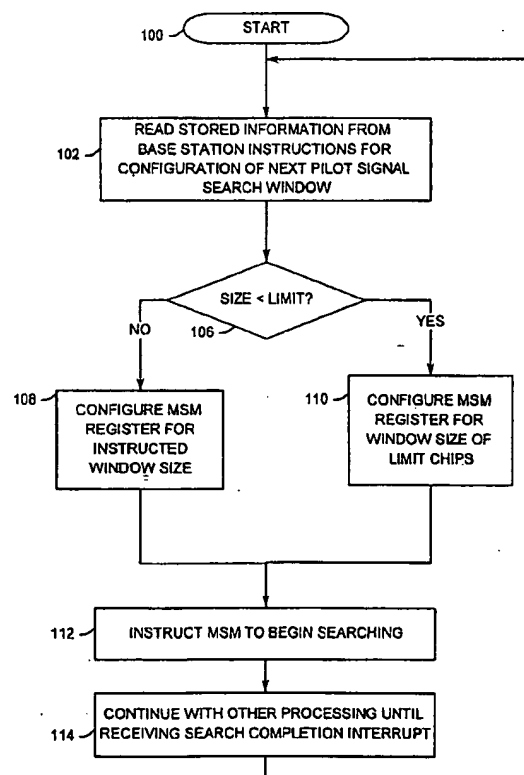 100
START
102
READ STORED INFORMATION FROM
BASE STATION INSTRUCTIONS FOR
CONFIGURATION OF NEXT PILOT SIGNAL
SEARCH WINDOW
SIZE < LIMIT?
106
NO
YES
108
CONFIGURE MSM
REGISTER FOR
INSTRUCTED
WINDOW SIZE
110
CONFIGURE MSM
REGISTER FOR
WINDOW SIZE OF
LIMIT CHIPS
112
INSTRUCT MSM TO BEGIN SEARCHING
114
CONTINUE WITH OTHER PROCESSING UNTIL
RECEIVING SEARCH COMPLETION INTERRUPT